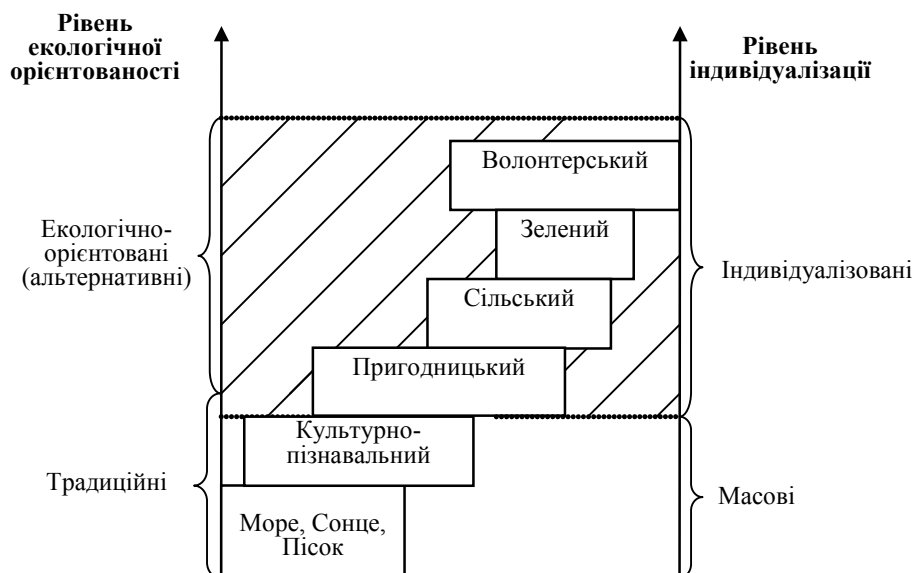 Рівень
екологічної
орієнтованості
Рівень
індивідуалізації
Волонтерський
Екологічно-
орієнтовані
(альтернативні)
Зелений
Індивідуалізовані
Сільський
Пригодницький
Культурно-
пізнавальний
Традиційні
Масові
Море, Сонце,
Пісок